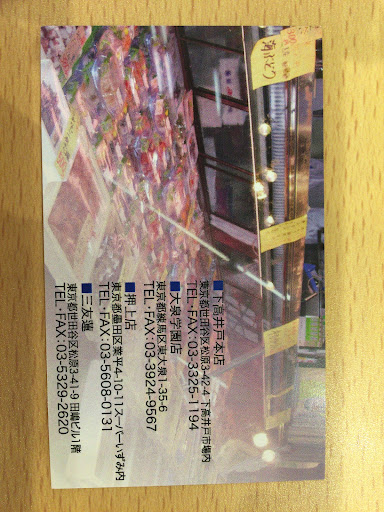 ■下高井戸本店
東京都世田谷区松原3-42-4 下高井戸市場内
TEL・FAX:03-3325-1194
■大泉学園店
東京都練馬区東大泉1-35-6
TEL・FAX:03-3924-9567
■押上店
東京都墨田区業平4-10-11スーパーいずみ内
TEL・FAX:03-5608-0131
■三友選
東京都世田谷区松原3-41-9 田嶋ビル1階
TEL・FAX:03-5329-2620